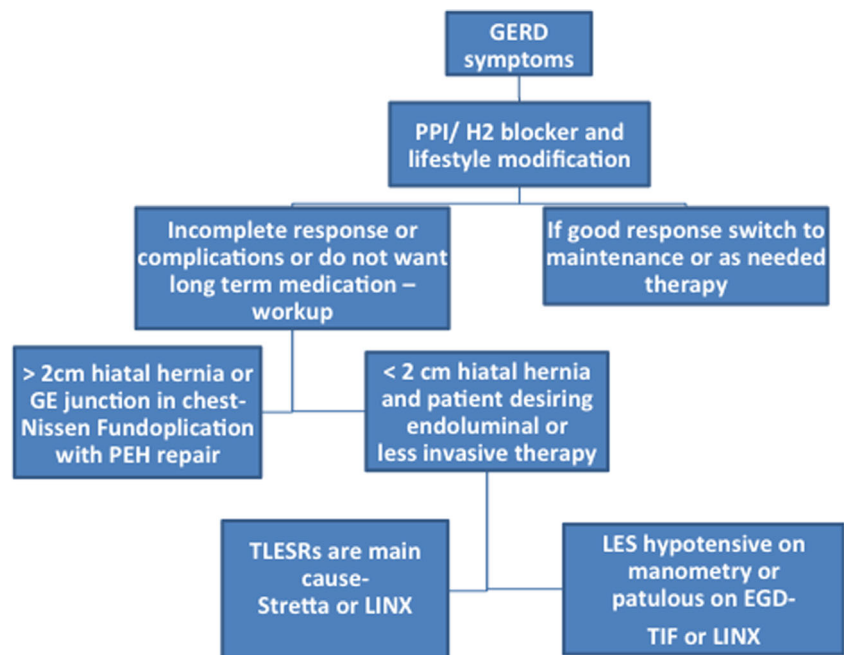 GERD
symptoms
PPI/ H2 blocker and
lifestyle modification
Incomplete response or
complications or do not want
long term medication –
workup
If good response switch to
maintenance or as needed
therapy
> 2cm hiatal hernia or
GE junction in chest-
Nissen Fundoplication
with PEH repair
< 2 cm hiatal hernia
and patient desiring
endoluminal or
less invasive therapy
TLESRs are main
cause-
Stretta or LINX
LES hypotensive on
manometry or
patulous on EGD-
TIF or LINX